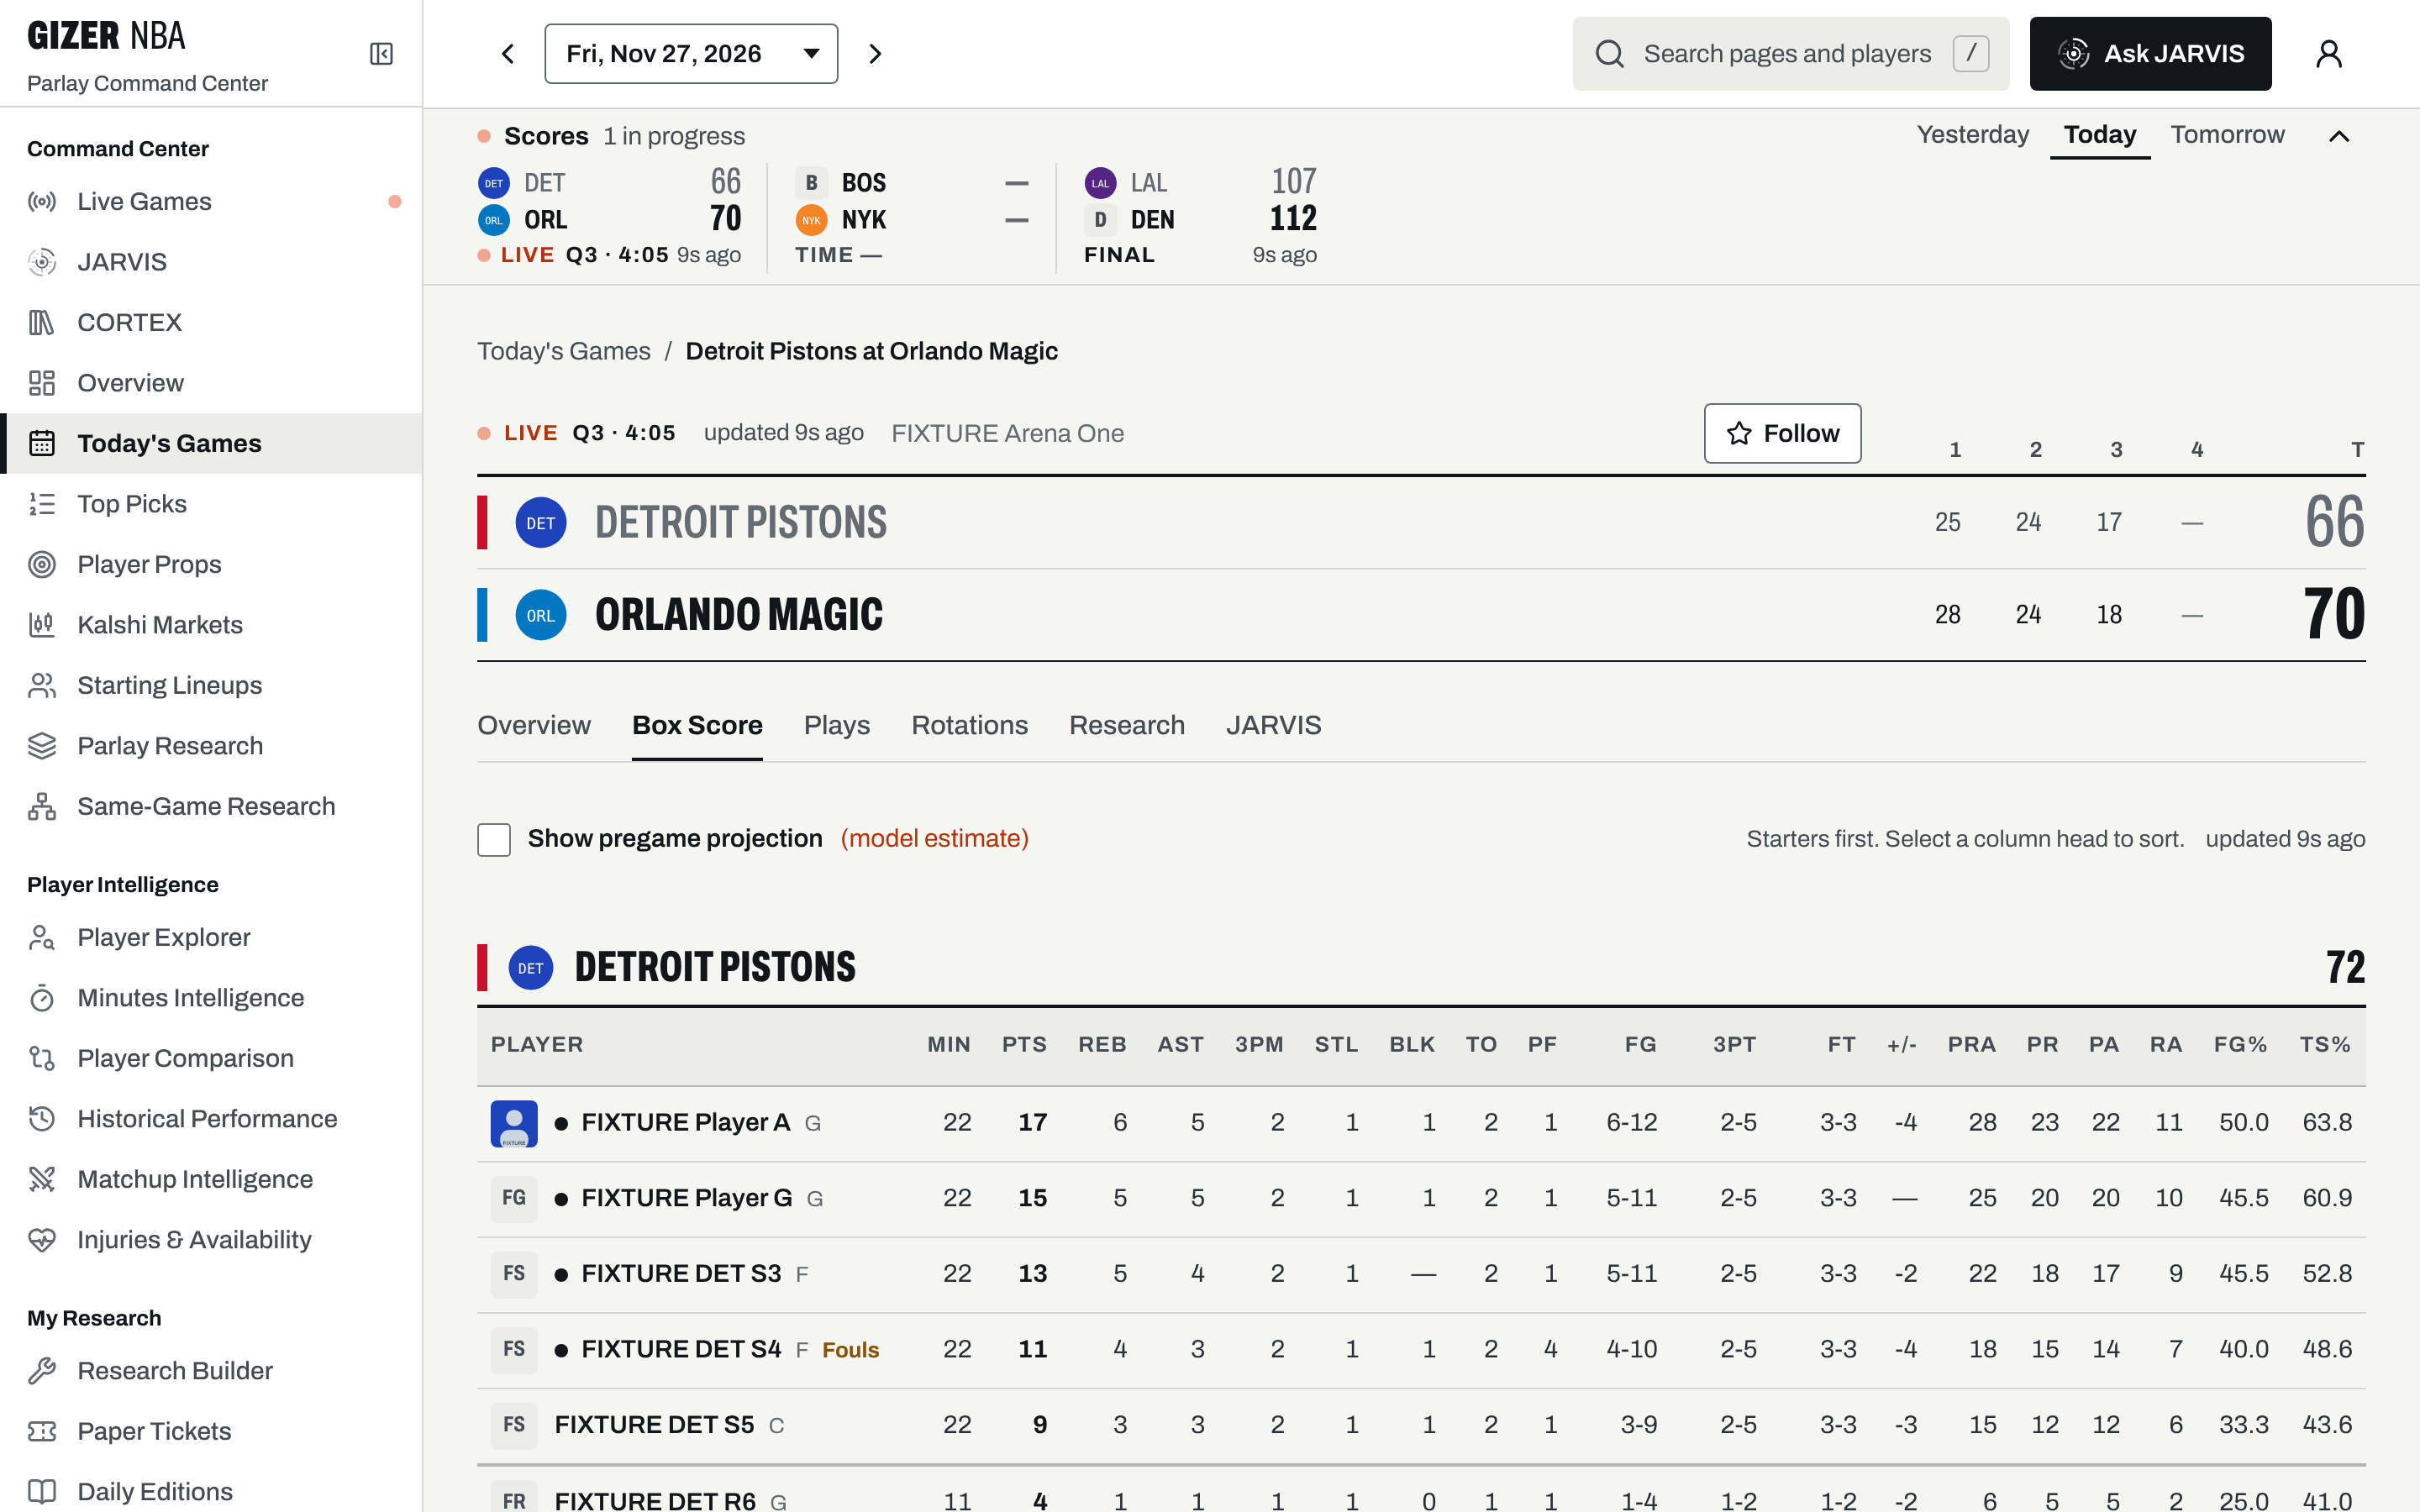 GIZER NBA
Parlay Command Center
Fri, Nov 27, 2026
Search pages and players /
Ask JARVIS
Command Center
Live Games
JARVIS
CORTEX
Overview
Today's Games
Top Picks
Player Props
Kalshi Markets
Starting Lineups
Parlay Research
Same-Game Research
Player Intelligence
Player Explorer
Minutes Intelligence
Player Comparison
Historical Performance
Matchup Intelligence
Injuries & Availability
My Research
Research Builder
Paper Tickets
Daily Editions
Scores 1 in progress
Yesterday Today Tomorrow
DET DET 66
ORL ORL 70
LIVE Q3 · 4:05 9s ago
B BOS —
NYK NYK —
TIME —
LAL LAL 107
D DEN 112
FINAL 9s ago
Today's Games / Detroit Pistons at Orlando Magic
LIVE Q3 · 4:05 updated 9s ago FIXTURE Arena One Follow 1 2 3 4 T
DET DETROIT PISTONS 25 24 17 — 66
ORL ORLANDO MAGIC 28 24 18 — 70
Overview Box Score Plays Rotations Research JARVIS
Show pregame projection (model estimate) Starters first. Select a column head to sort. updated 9s ago
DET DETROIT PISTONS 72
PLAYER MIN PTS REB AST 3PM STL BLK TO PF FG 3PT FT +/- PRA PR PA RA FG% TS%
FIXTURE FIXTURE Player A G 22 17 6 5 2 1 1 2 1 6-12 2-5 3-3 -4 28 23 22 11 50.0 63.8
FG FIXTURE Player G G 22 15 5 5 2 1 1 2 1 5-11 2-5 3-3 — 25 20 20 10 45.5 60.9
FS FIXTURE DET S3 F 22 13 5 4 2 1 — 2 1 5-11 2-5 3-3 -2 22 18 17 9 45.5 52.8
FS FIXTURE DET S4 F Fouls 22 11 4 3 2 1 1 2 4 4-10 2-5 3-3 -4 18 15 14 7 40.0 48.6
FS FIXTURE DET S5 C 22 9 3 3 2 1 1 2 1 3-9 2-5 3-3 -3 15 12 12 6 33.3 43.6
FR FIXTURE DET R6 G 11 4 1 1 1 1 0 1 1 1-4 1-2 1-2 -2 6 5 5 2 25.0 41.0